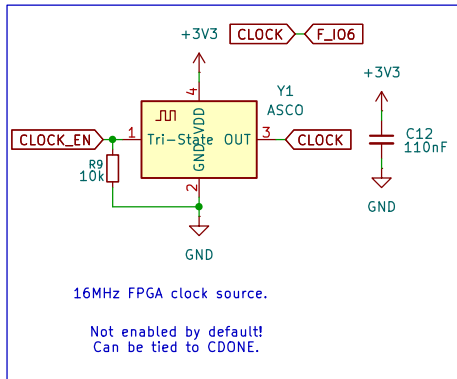 +3V3
CLOCK
F_IO6
+3V3
4
Y1
ASCO
VDD
CLOCK_EN
1
Tri-State
OUT
3
CLOCK
C12
110nF
R9
10k
GND
2
GND
GND
16MHz FPGA clock source.
Not enabled by default!
Can be tied to CDONE.